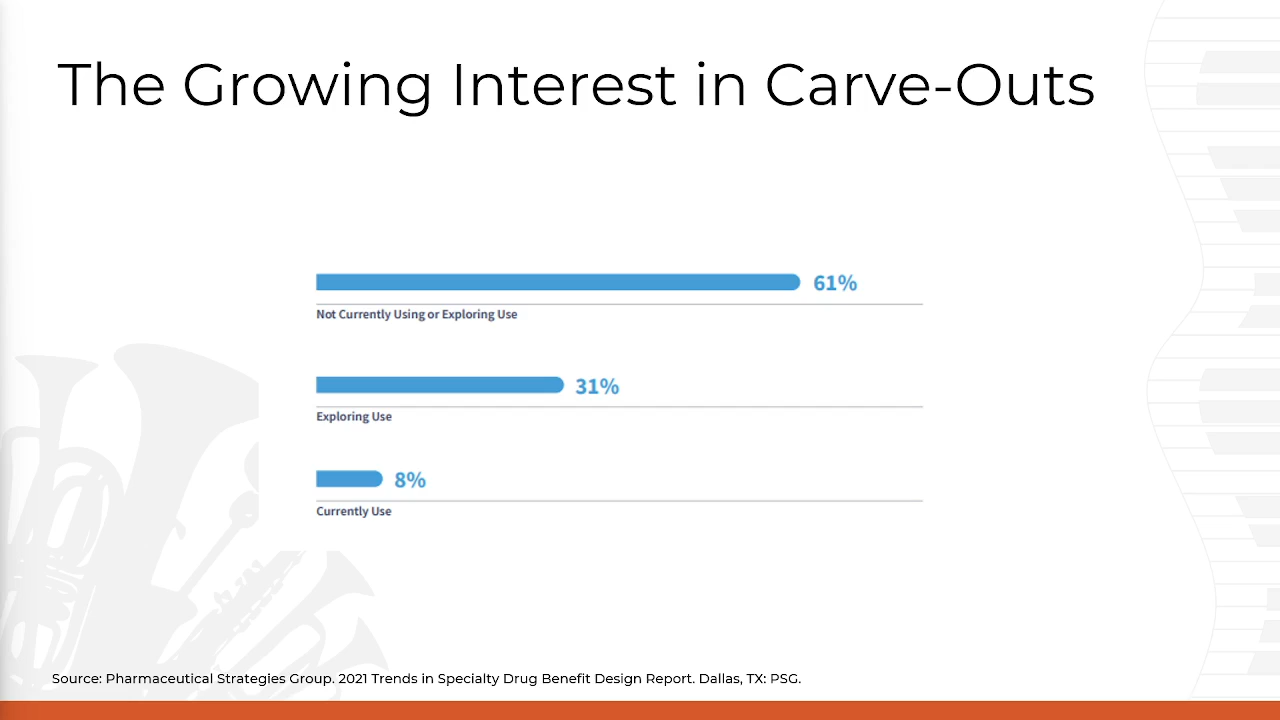 The Growing Interest in Carve-Outs
61%
Not Currently Using or Exploring Use
31%
Exploring Use
8%
Currently Use
Source: Pharmaceutical Strategies Group. 2021 Trends in Specialty Drug Benefit Design Report. Dallas, TX: PSG.